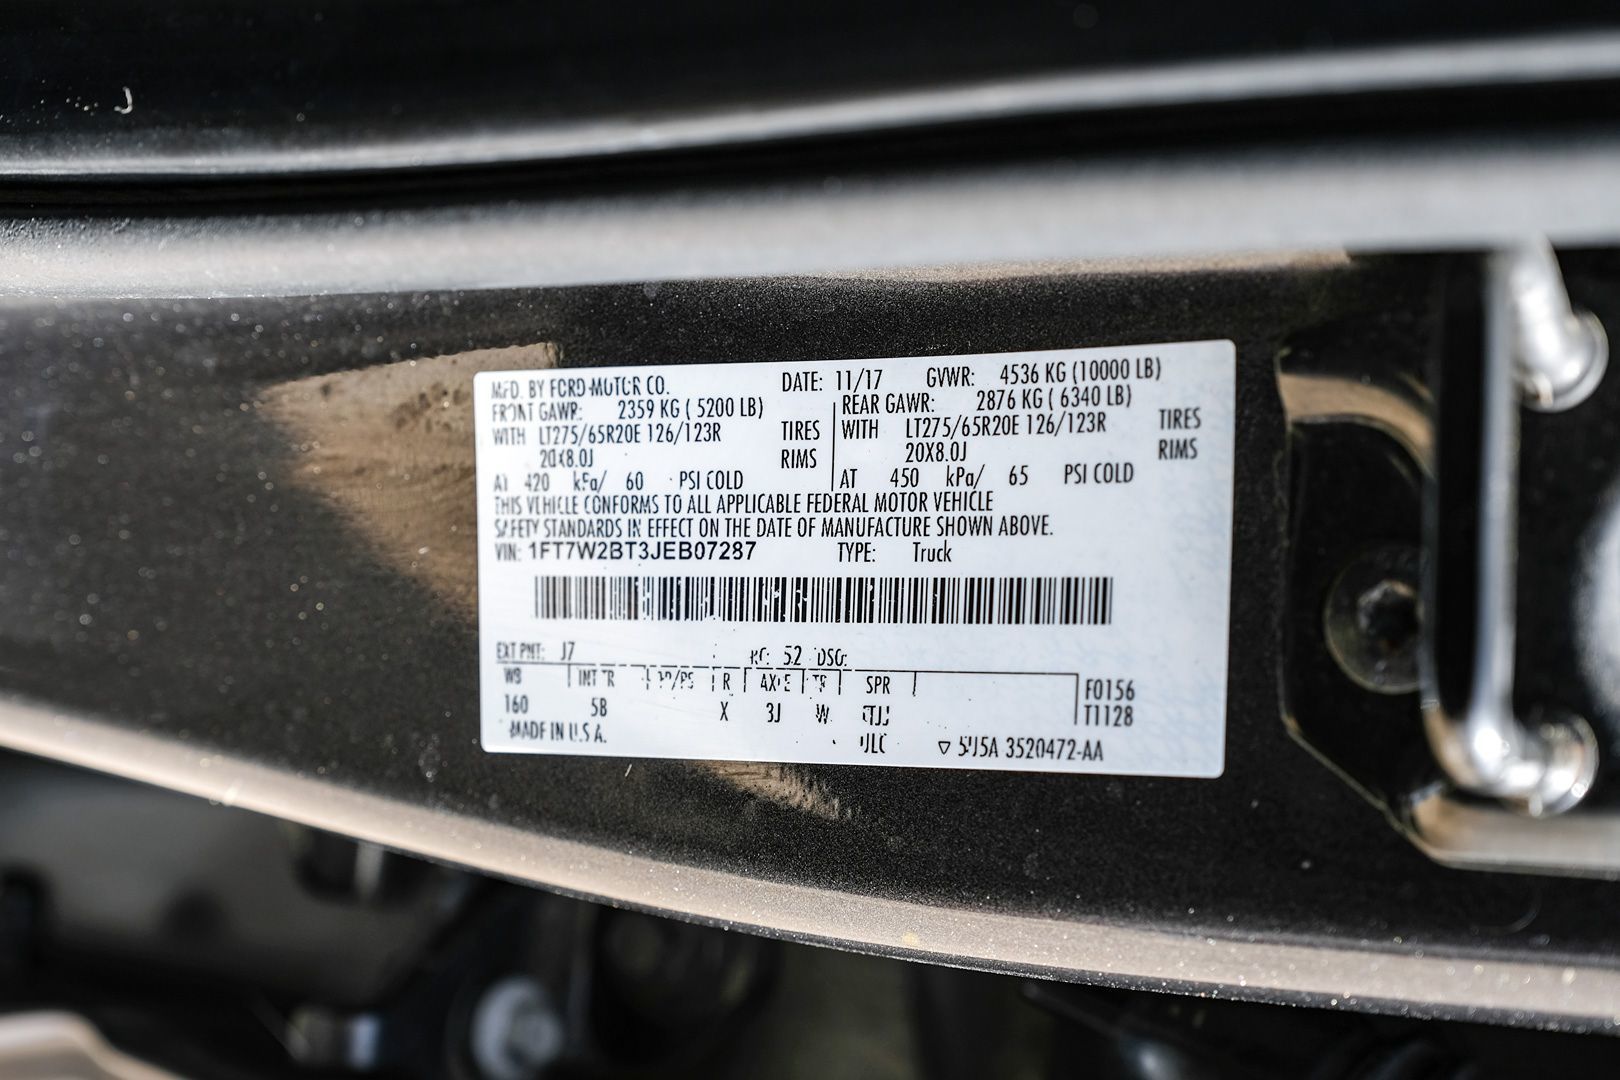 MFD. BY FORD MOTOR CO. DATE: 11/17 GVWR: 4536 KG (10000 LB)
FRONT GAWR: 2359 KG ( 5200 LB) REAR GAWR: 2876 KG ( 6340 LB)
WITH LT275/65R20E 126/123R TIRES WITH LT275/65R20E 126/123R TIRES
20X8.0J RIMS 20X8.0J RIMS
AT 420 kPa/ 60 PSI COLD AT 450 kPa/ 65 PSI COLD
THIS VEHICLE CONFORMS TO ALL APPLICABLE FEDERAL MOTOR VEHICLE
SAFETY STANDARDS IN EFFECT ON THE DATE OF MANUFACTURE SHOWN ABOVE.
VIN: 1FT7W2BT3JEB07287 TYPE: Truck
EXT PNT: J7 RC: 52 DSO:
WB INT TR TP/PS R AXLE TR SPR F0156
160 5B X 3J W T1128
MADE IN U.S.A. 3520472-AA